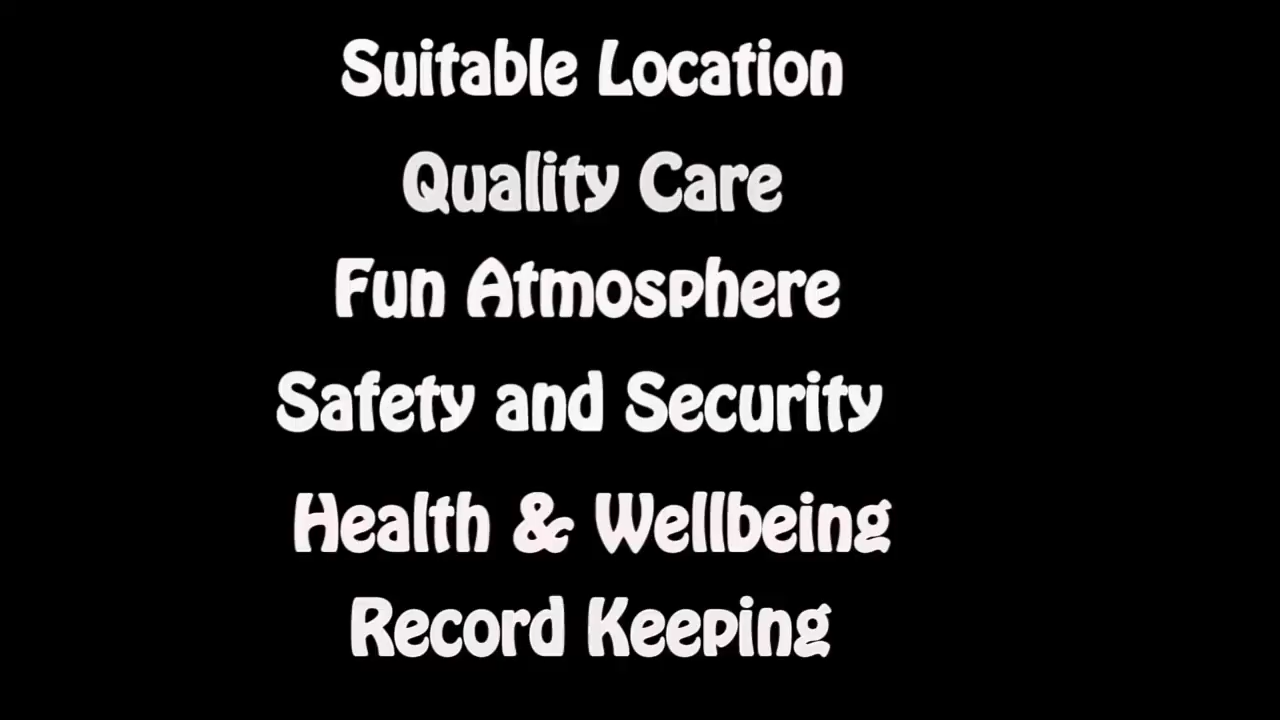 Suitable Location
Quality Care
Fun Atmosphere
Safety and Security
Health & Wellbeing
Record Keeping